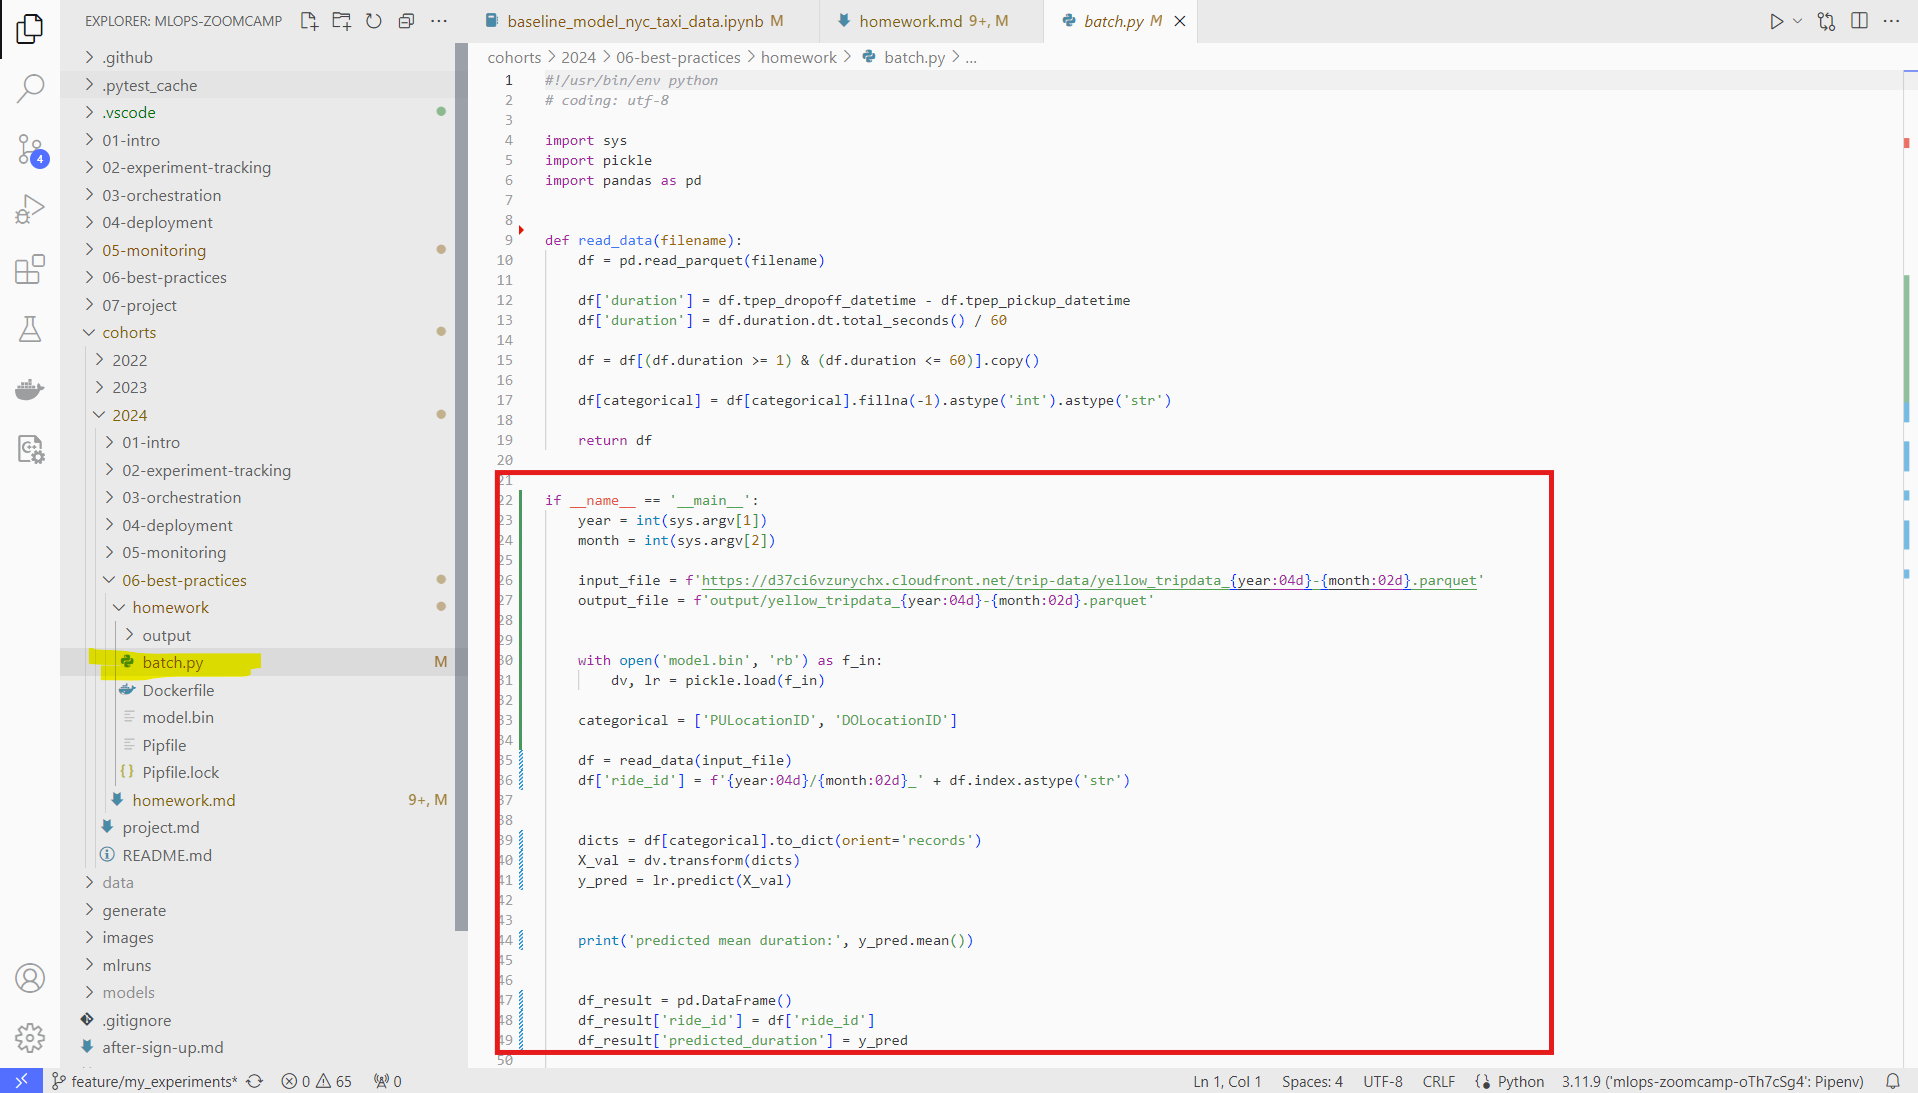 EXPLORER: MLOPS-ZOOMCAMP
.github
.pytest_cache
.vscode
01-intro
02-experiment-tracking
03-orchestration
04-deployment
05-monitoring
06-best-practices
07-project
cohorts
2022
2023
2024
01-intro
02-experiment-tracking
03-orchestration
04-deployment
05-monitoring
06-best-practices
homework
output
batch.py M
Dockerfile
model.bin
Pipfile
Pipfile.lock
homework.md 9+, M
project.md
README.md
data
generate
images
mlruns
models
.gitignore
after-sign-up.md
4
baseline_model_nyc_taxi_data.ipynb M
homework.md 9+, M
batch.py M
cohorts > 2024 > 06-best-practices > homework > batch.py > ...
1 #!/usr/bin/env python
2 # coding: utf-8
3
4 import sys
5 import pickle
6 import pandas as pd
7
8
9 def read_data(filename):
10 df = pd.read_parquet(filename)
11
12 df['duration'] = df.tpep_dropoff_datetime - df.tpep_pickup_datetime
13 df['duration'] = df.duration.dt.total_seconds() / 60
14
15 df = df[(df.duration >= 1) & (df.duration <= 60)].copy()
16
17 df[categorical] = df[categorical].fillna(-1).astype('int').astype('str')
18
19 return df
20
21
22 if __name__ == '__main__':
23 year = int(sys.argv[1])
24 month = int(sys.argv[2])
25
26 input_file = f'https://d37ci6vzurychx.cloudfront.net/trip-data/yellow_tripdata_{year:04d}-{month:02d}.parquet'
27 output_file = f'output/yellow_tripdata_{year:04d}-{month:02d}.parquet'
28
29
30 with open('model.bin', 'rb') as f_in:
31 dv, lr = pickle.load(f_in)
32
33 categorical = ['PULocationID', 'DOLocationID']
34
35 df = read_data(input_file)
36 df['ride_id'] = f'{year:04d}/{month:02d}_' + df.index.astype('str')
37
38
39 dicts = df[categorical].to_dict(orient='records')
40 X_val = dv.transform(dicts)
41 y_pred = lr.predict(X_val)
42
43
44 print('predicted mean duration:', y_pred.mean())
45
46
47 df_result = pd.DataFrame()
48 df_result['ride_id'] = df['ride_id']
49 df_result['predicted_duration'] = y_pred
50
feature/my_experiments* 0 65 0 Ln 1, Col 1 Spaces: 4 UTF-8 CRLF Python 3.11.9 ('mlops-zoomcamp-oTh7cSg4': Pipenv)